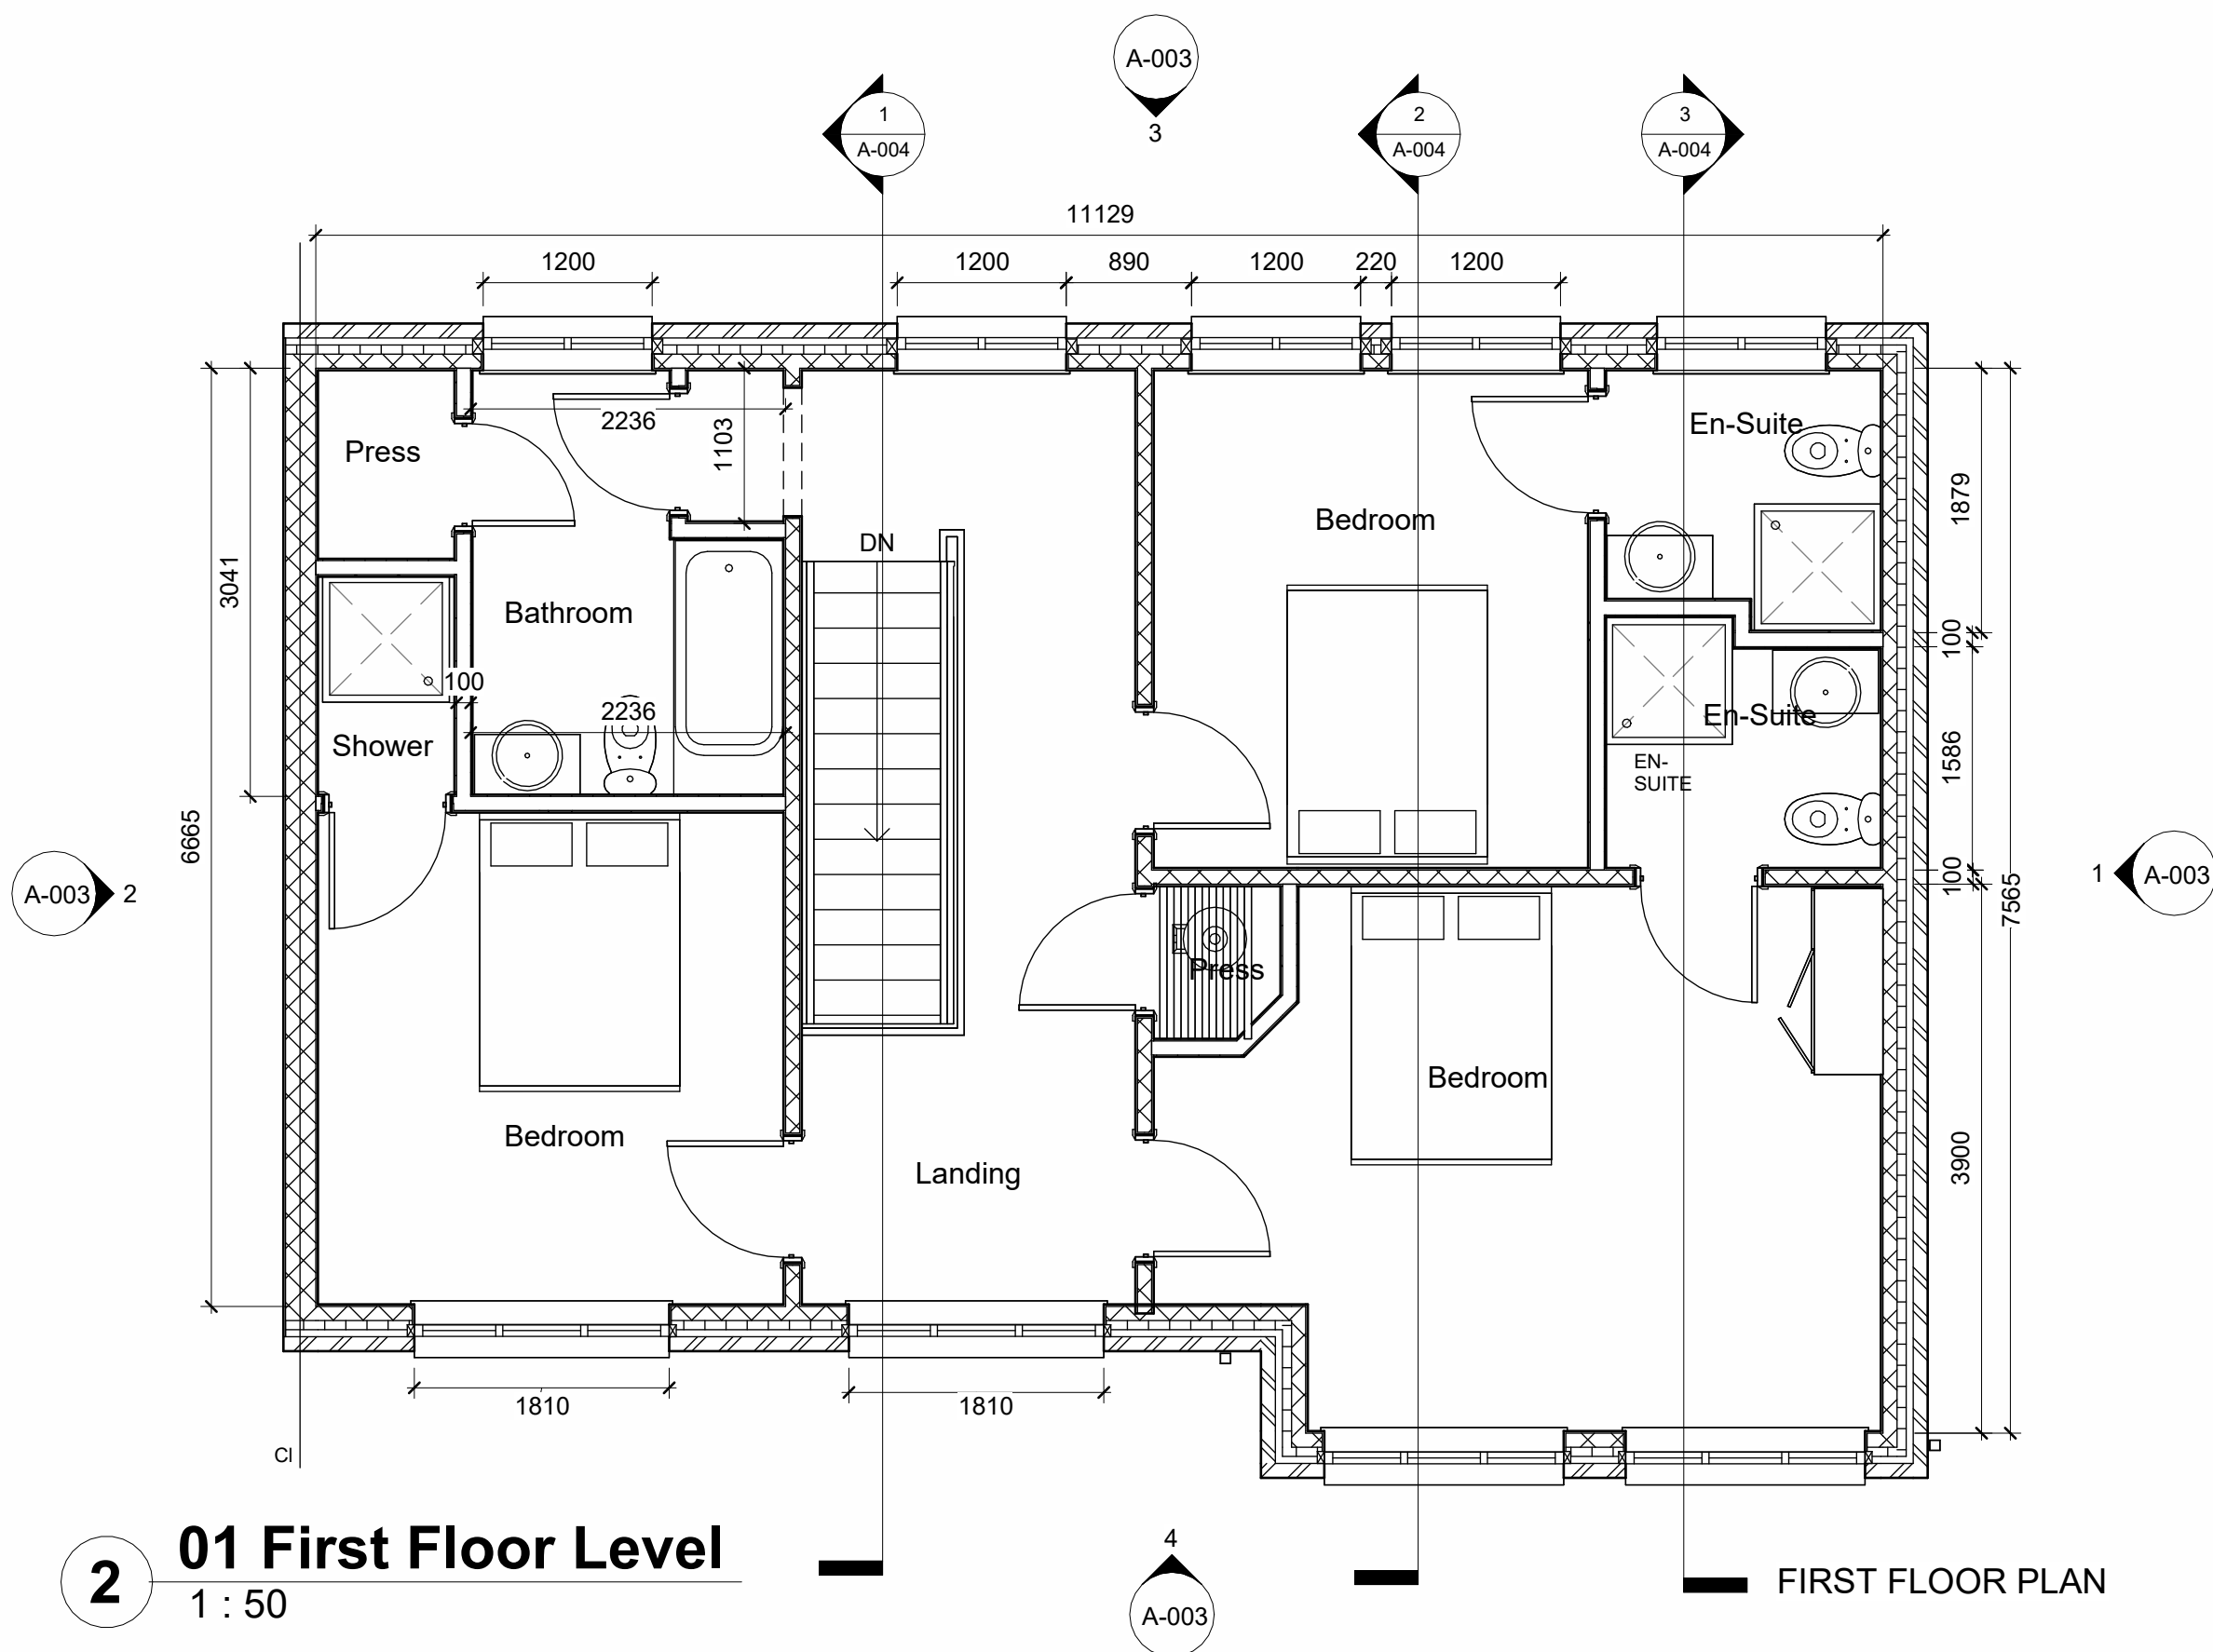 A-003
3
1
A-004
2
A-004
3
A-004
11129
1200
1200
890
1200
220
1200
2236
1103
Press
En-Suite
1879
Bedroom
DN
3041
Bathroom
100
100
2236
En-Suite
Shower
1586
EN-
SUITE
6665
A-003
2
1
A-003
100
7565
Press
Bedroom
Bedroom
3900
Landing
1810
1810
Cl
2
01 First Floor Level
1 : 50
4
A-003
FIRST FLOOR PLAN